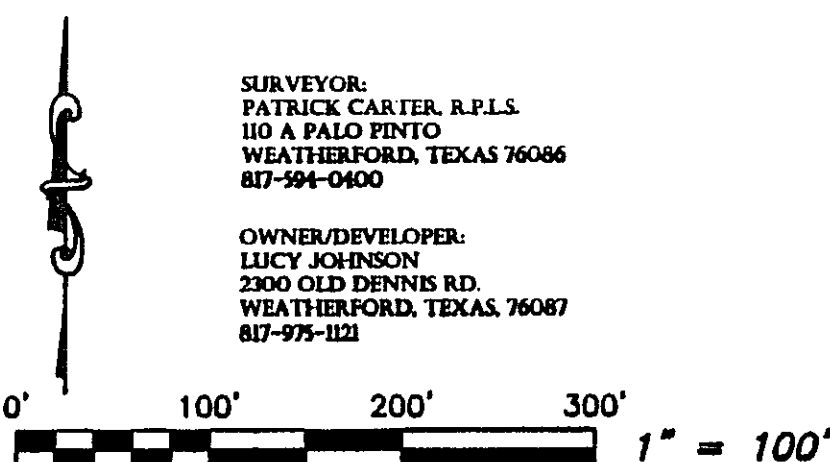 SURVEYOR:
PATRICK CARTER, R.P.L.S.
110 A PALO PINTO
WEATHERFORD, TEXAS 76086
817-594-0400
OWNER/DEVELOPER:
LUCY JOHNSON
2300 OLD DENNIS RD.
WEATHERFORD, TEXAS, 76087
817-975-1121
0' 100' 200' 300'
1" = 100'